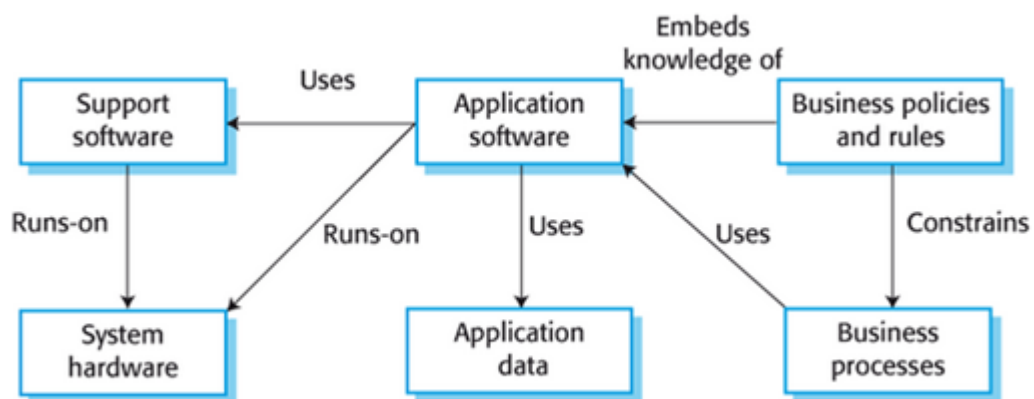 Embeds
knowledge of
Uses
Support
software
Application
software
Business policies
and rules
Runs-on
Runs-on
Uses
Uses
Constrains
System
hardware
Application
data
Business
processes